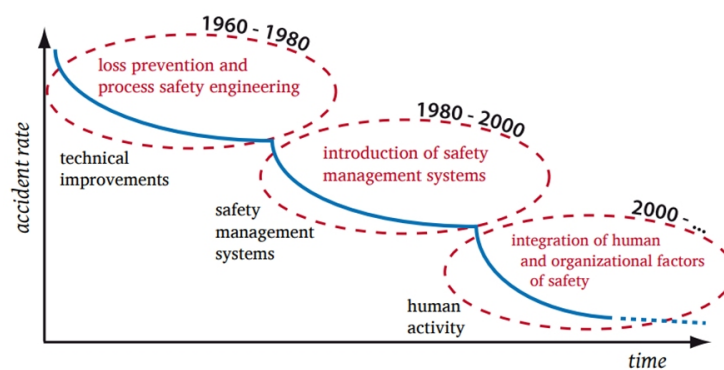 1960 - 1980
loss prevention and
process safety engineering
1980 - 2000
technical
improvements
introduction of safety
management systems
accident rate
2000 - ...
safety
management
systems
integration of human
and organizational factors
of safety
human
activity
time